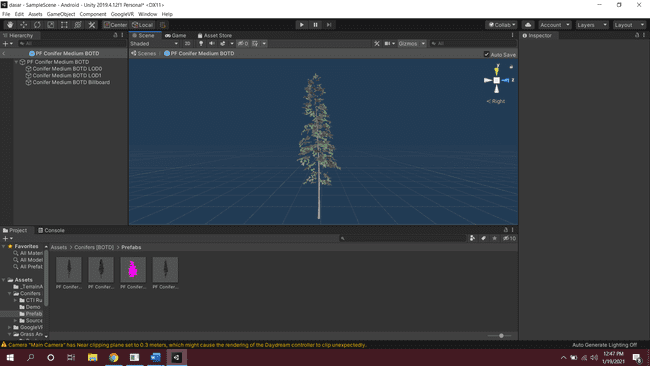 dasar - SampleScene - Android - Unity 2019.4.12f1 Personal* <DX11>
File Edit Assets GameObject Component GoogleVR Window Help
Center Local Collab Account Layers Layout
Hierarchy Scene Game Asset Store Inspector
All Shaded 2D 0 Gizmos All
PF Conifer Medium BOTD Scenes PF Conifer Medium BOTD Auto Save
PF Conifer Medium BOTD
Conifer Medium BOTD LOD0
Conifer Medium BOTD LOD1
Conifer Medium BOTD Billboard
y
z
< Right
Project Console
10
Favorites Assets > Conifers [BOTD] > Prefabs
All Mater
All Model
All Prefab
Assets
_TerrainA
PF Conifer... PF Conifer... PF Conifer... PF Conifer...
Conifers
CTI Ru
Demo
Prefab
Source
GoogleVR
Grass An
Camera "Main Camera" has Near clipping plane set to 0.3 meters, which might cause the rendering of the Daydream controller to clip unexpectedly. Auto Generate Lighting Off
12:47 PM
1/19/2021